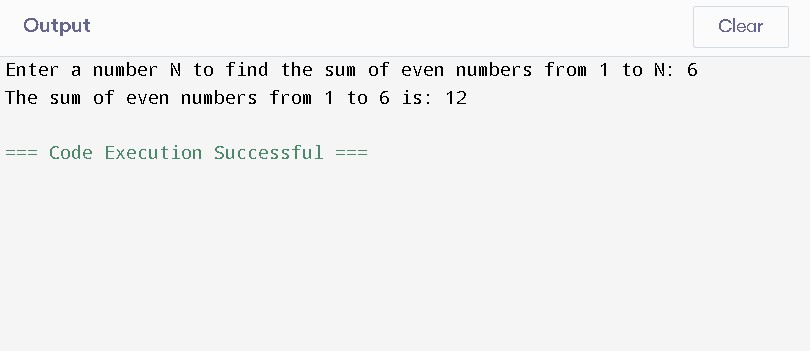 Output
Clear
Enter a number N to find the sum of even numbers from 1 to N: 6
The sum of even numbers from 1 to 6 is: 12
=== Code Execution Successful ===